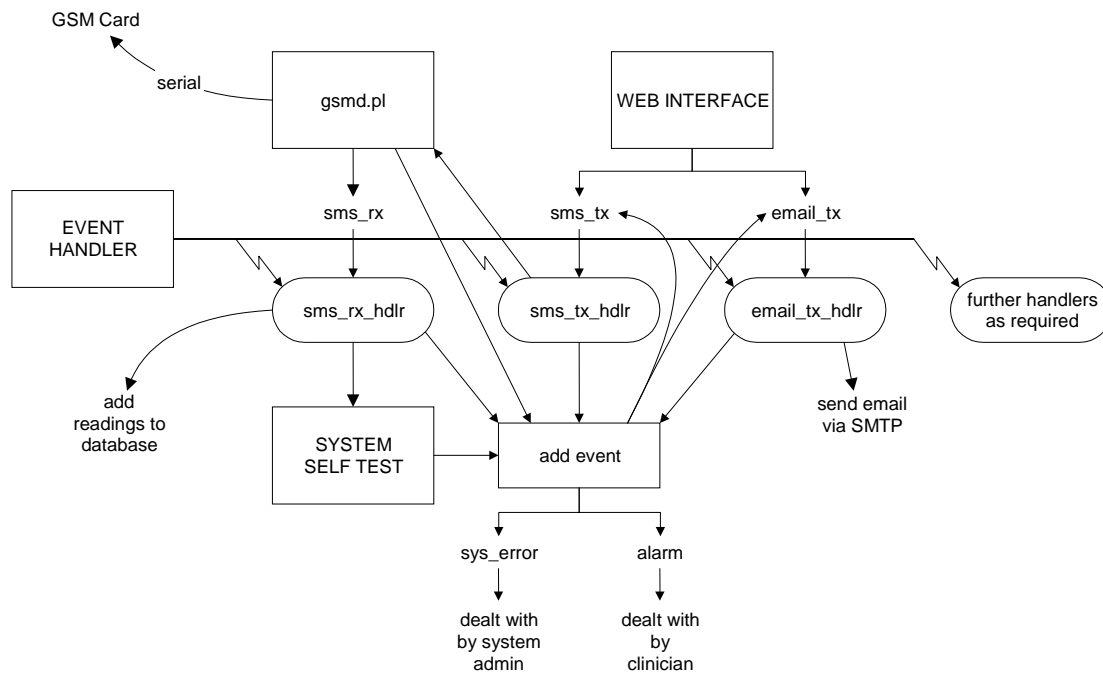 GSM Card
serial
gsmd.pl
WEB INTERFACE
sms_rx
sms_tx
email_tx
EVENT
HANDLER
sms_rx_hdlr
sms_tx_hdlr
email_tx_hdlr
further handlers
as required
add
readings to
database
send email
via SMTP
SYSTEM
SELF TEST
add event
sys_error
alarm
dealt with
by system
admin
dealt with
by
clinician